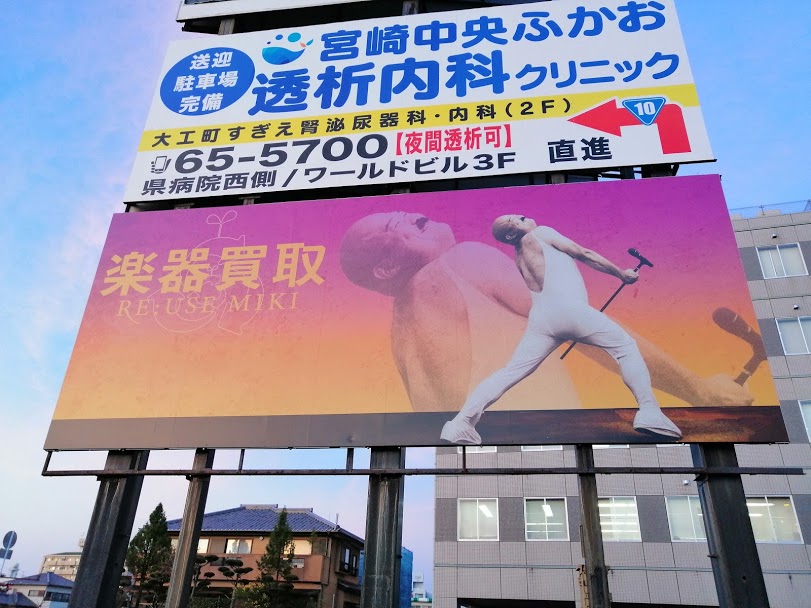 送迎
駐車場
完備
宮崎中央ふかお
透析内科クリニック
大工町すぎえ腎泌尿器科・内科(2F)
10
65-5700【夜間透析可】
県病院西側/ワールドビル3F
直進
楽器買取
RE:USE MIKI